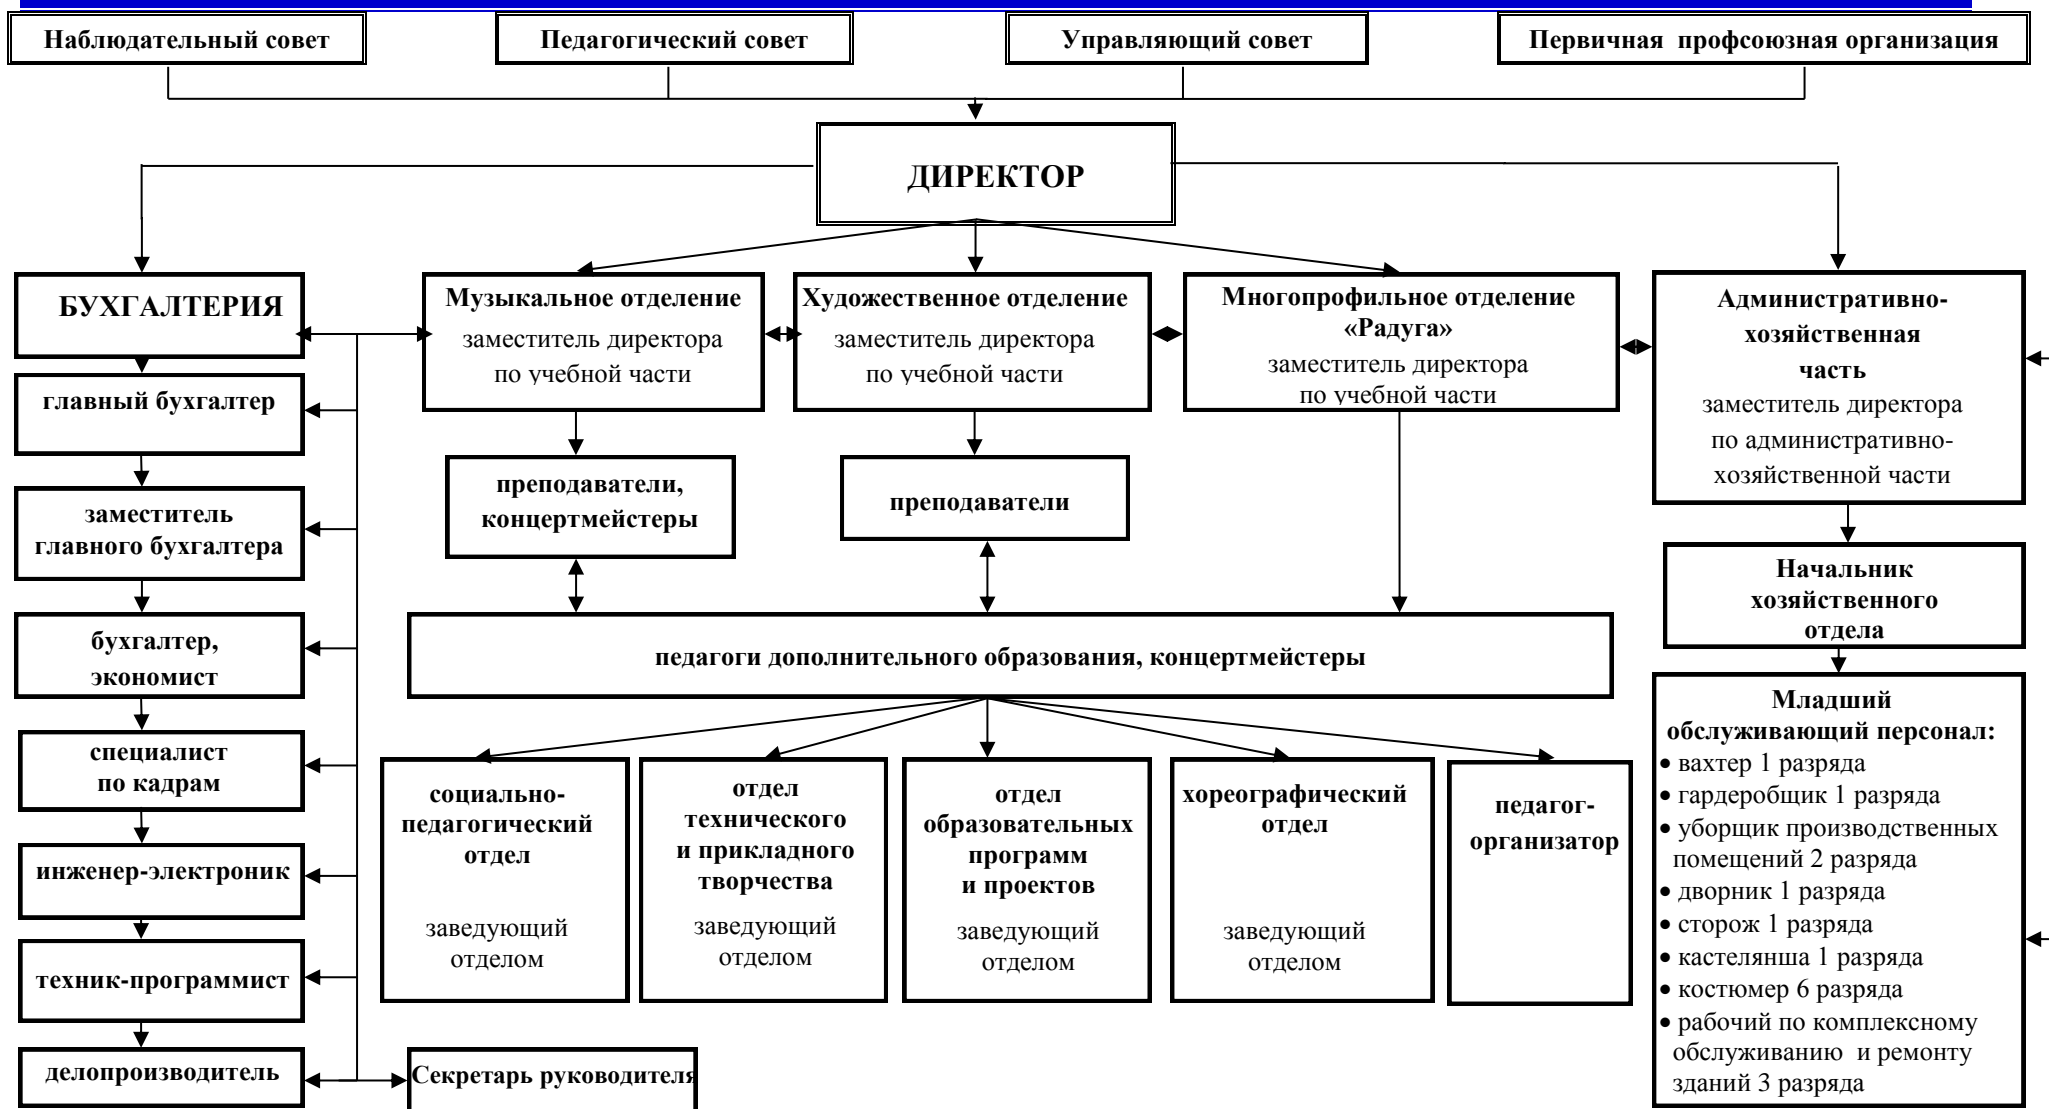 Наблюдательный совет
Педагогический совет
Управляющий совет
Первичная профсоюзная организация
ДИРЕКТОР
БУХГАЛТЕРИЯ
Музыкальное отделение
заместитель директора
по учебной части
Художественное отделение
заместитель директора
по учебной части
Многопрофильное отделение
«Радуга»
заместитель директора
по учебной части
Административно-
хозяйственная
часть
заместитель директора
по административно-
хозяйственной части
главный бухгалтер
заместитель
главного бухгалтера
бухгалтер,
экономист
специалист
по кадрам
инженер-электроник
техник-программист
делопроизводитель
Секретарь руководителя
преподаватели,
концертмейстеры
преподаватели
педагоги дополнительного образования, концертмейстеры
социально-
педагогический
отдел
заведующий
отделом
отдел
технического
и прикладного
творчества
заведующий
отделом
отдел
образовательных
программ
и проектов
заведующий
отделом
хореографический
отдел
заведующий
отделом
педагог-
организатор
Начальник
хозяйственного
отдела
Младший
обслуживающий персонал:
• вахтер 1 разряда
• гардеробщик 1 разряда
• уборщик производственных
помещений 2 разряда
• дворник 1 разряда
• сторож 1 разряда
• кастелянша 1 разряда
• костюмер 6 разряда
• рабочий по комплексному
обслуживанию и ремонту
зданий 3 разряда